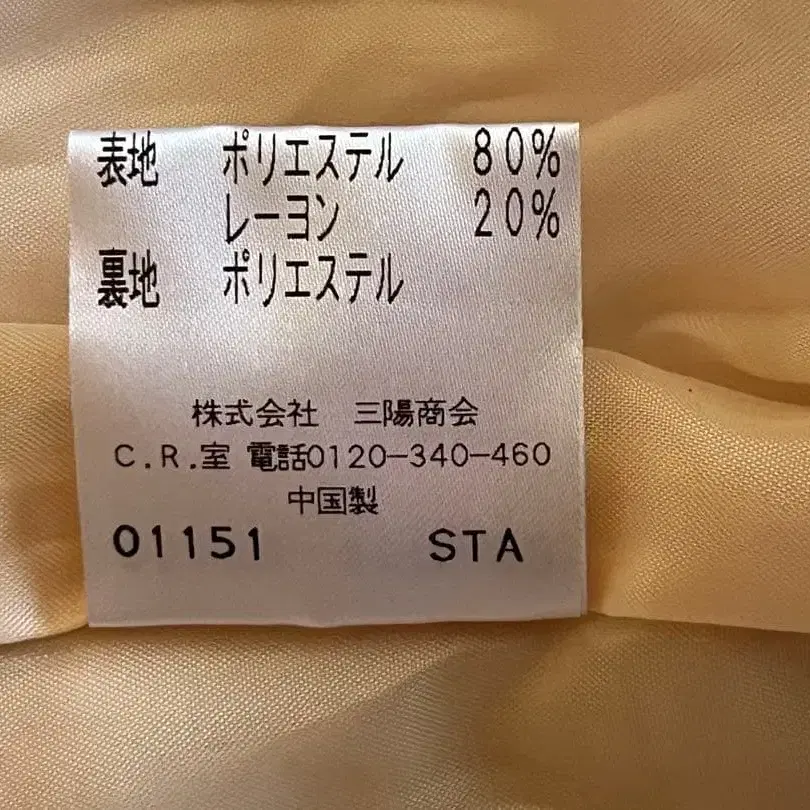 表地 ポリエステル 80%
レーヨン 20%
裏地 ポリエステル
株式会社 三陽商会
C.R.室 電話0120-340-460
中国製
01151 STA